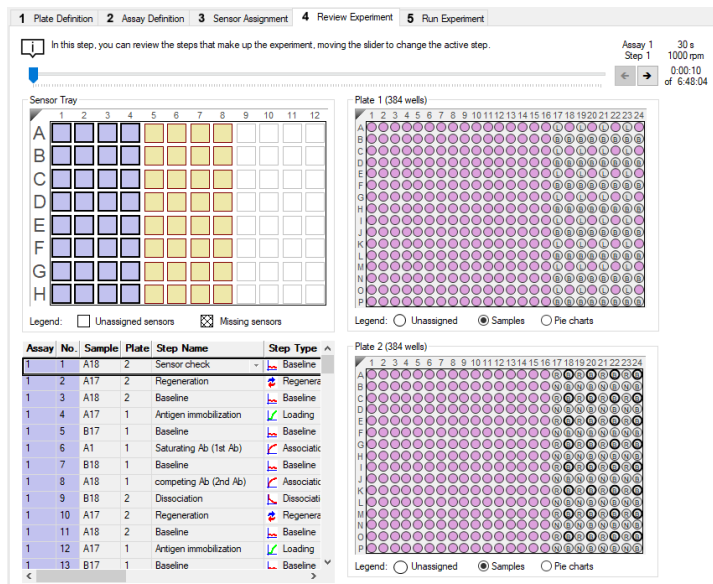 1 Plate Definition 2 Assay Definition 3 Sensor Assignment 4 Review Experiment 5 Run Experiment
In this step, you can review the steps that make up the experiment, moving the slider to change the active step.
Assay 1 30 s
Step 1 1000 rpm
0:00:10
of 6:48:04
Sensor Tray
1 2 3 4 5 6 7 8 9 10 11 12
A
B
C
D
E
F
G
H
Legend: Unassigned sensors Missing sensors
Plate 1 (384 wells)
1 2 3 4 5 6 7 8 9 10 11 12 13 14 15 16 17 18 19 20 21 22 23 24
A L L L L
B B B B B B B B B
C L L L L
D B B B B B B B B
E L L L L
F B B B B B B B B
G L L L L
H B B B B B B B B
I L L L L
J B B B B B B B B
K L L L L
L B B B B B B B B
M L L L L
N B B B B B B B B
O L L L L
P B B B B B B B B
Legend: Unassigned Samples Pie charts
Assay No. Sample Plate Step Name Step Type
1 1 A18 2 Sensor check Baseline
1 2 A17 2 Regeneration Regenera
1 3 A18 2 Baseline Baseline
1 4 A17 1 Antigen immobilization Loading
1 5 B17 1 Baseline Baseline
1 6 A1 1 Saturating Ab (1st Ab) Associatic
1 7 B18 1 Baseline Baseline
1 8 A18 1 competing Ab (2nd Ab) Associatic
1 9 B18 2 Dissociation Dissociati
1 10 A17 2 Regeneration Regenera
1 11 A18 2 Baseline Baseline
1 12 A17 1 Antigen immobilization Loading
1 13 B17 1 Baseline Baseline
Plate 2 (384 wells)
1 2 3 4 5 6 7 8 9 10 11 12 13 14 15 16 17 18 19 20 21 22 23 24
A R B R B R B R B
B N B N B N B N B
C R B R B R B R B
D N B N B N B N B
E R B R B R B R B
F N B N B N B N B
G R B R B R B R B
H N B N B N B N B
I R B R B R B R B
J N B N B N B N B
K R B R B R B R B
L N B N B N B N B
M R B R B R B R B
N N B N B N B N B
O R B R B R B R B
P N B N B N B N B
Legend: Unassigned Samples Pie charts